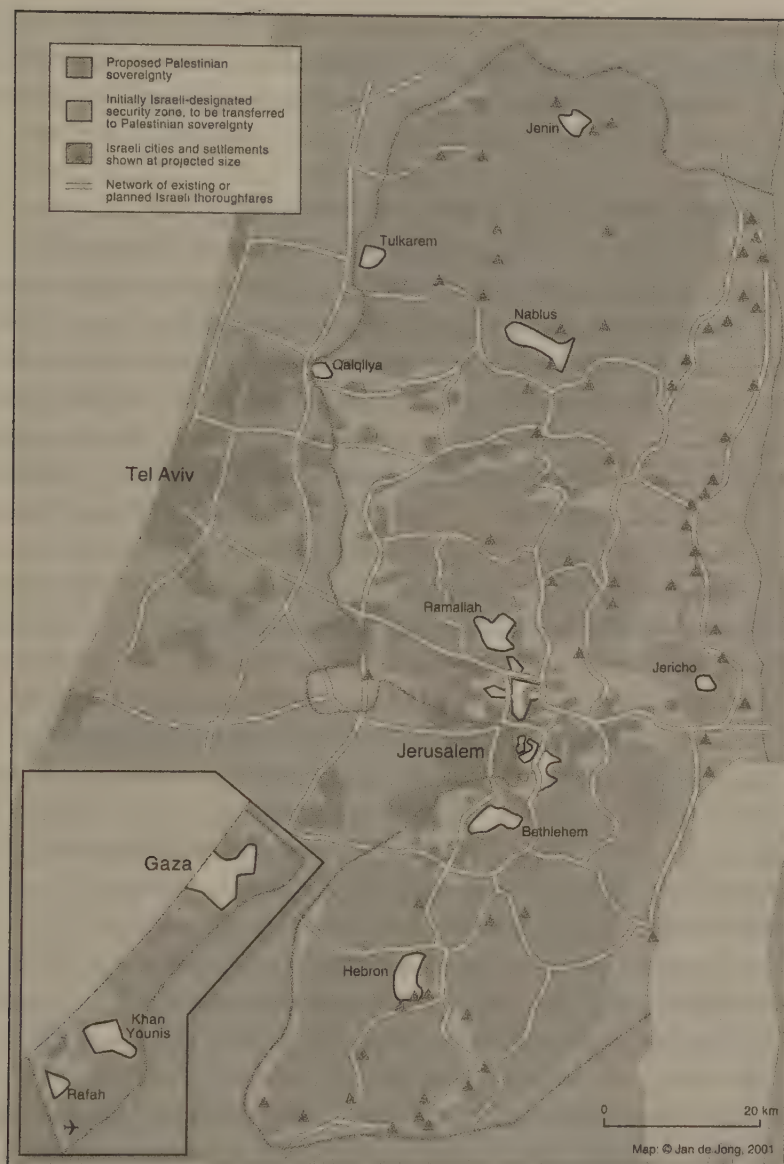 Proposed Palestinian
sovereignty
Initially Israeli-designated
security zone, to be transferred
to Palestinian sovereignty
Israeli cities and settlements
shown at projected size
Network of existing or
planned Israeli thoroughfares
Jenin
Tulkarem
Nablus
Qalqilya
Tel Aviv
Ramallah
Jericho
Jerusalem
Bethlehem
Gaza
Hebron
Khan
Younis
Rafah
0 20 km
Map: © Jan de Jong, 2001